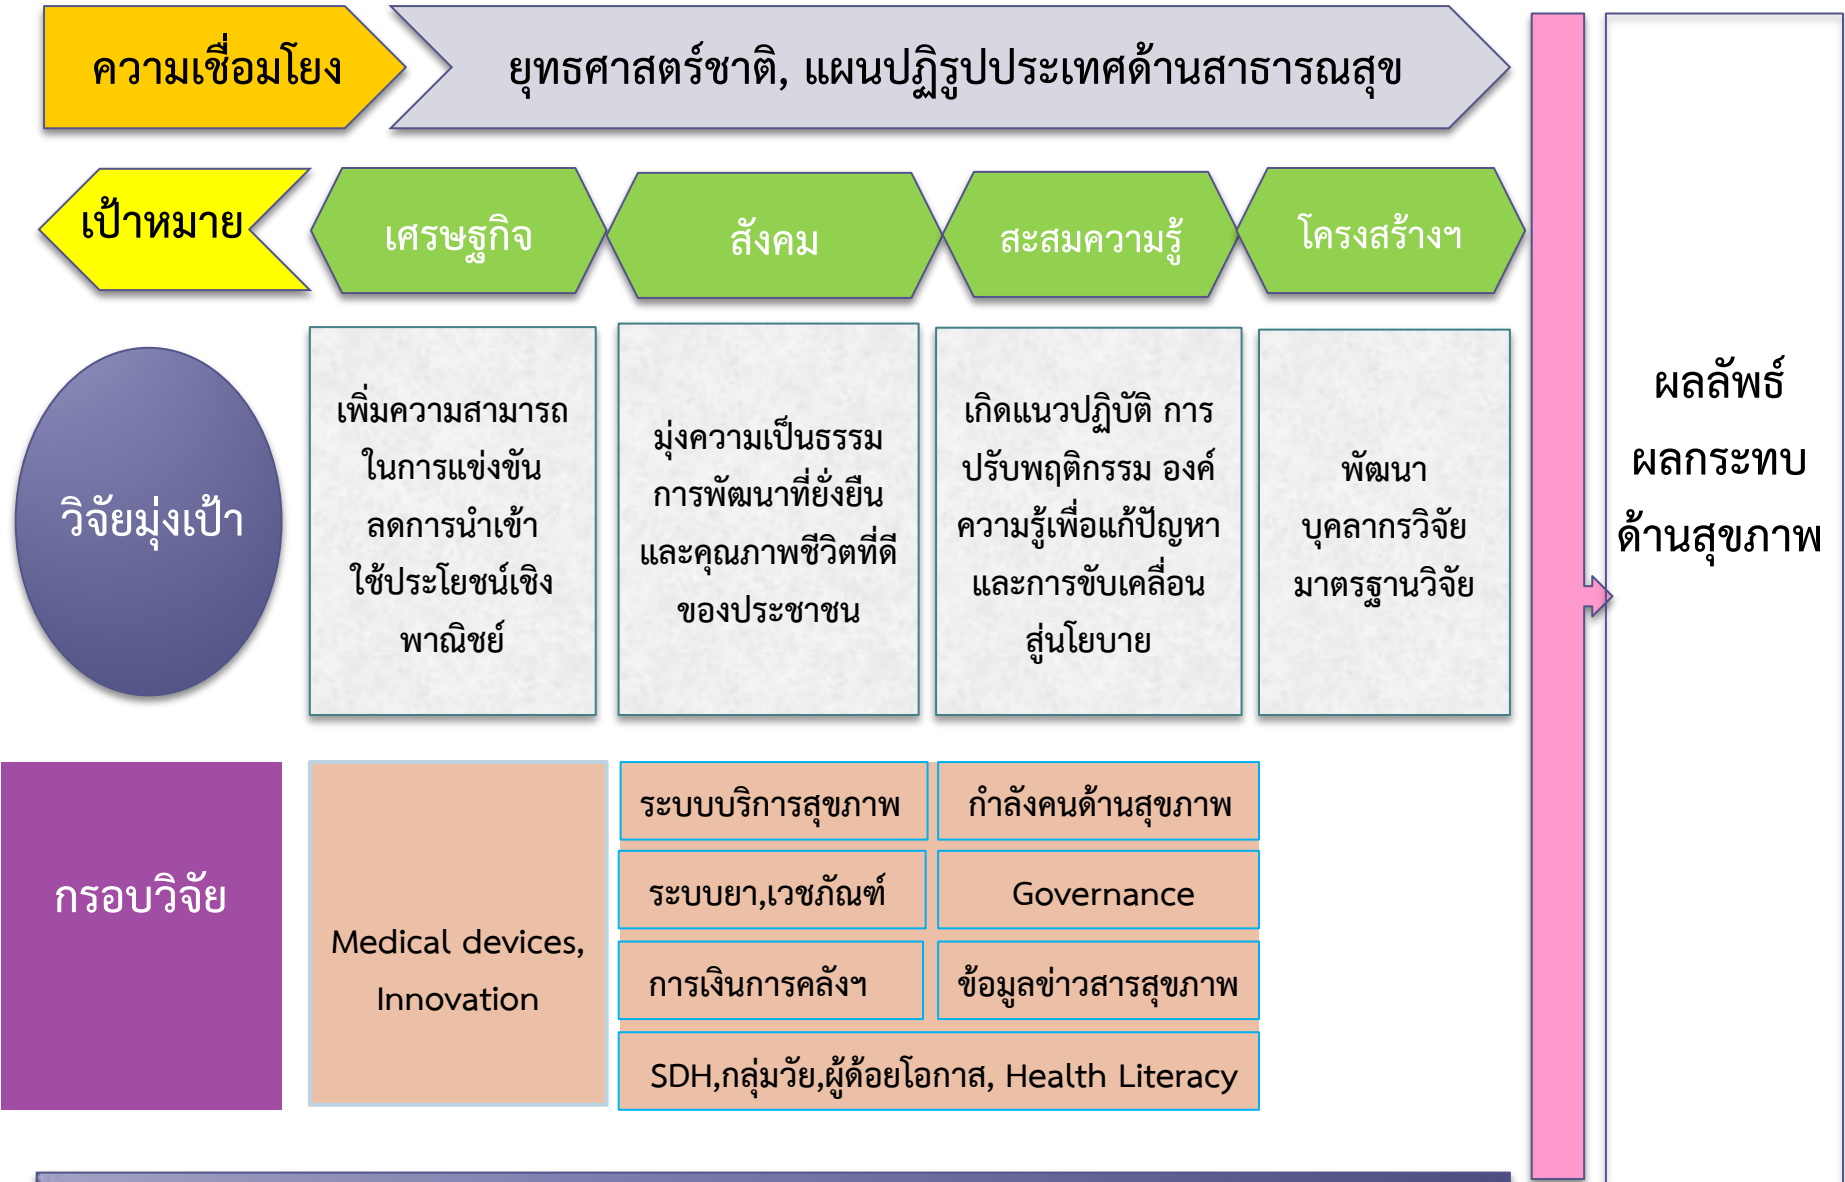 ความเชื่อมโยง
ยุทธศาสตร์ชาติ, แผนปฏิรูปประเทศด้านสาธารณสุข
เป้าหมาย
เศรษฐกิจ
สังคม
สะสมความรู้
โครงสร้างฯ
วิจัยมุ่งเป้า
เพิ่มความสามารถ
ในการแข่งขัน
ลดการนำเข้า
ใช้ประโยชน์เชิง
พาณิชย์
มุ่งความเป็นธรรม
การพัฒนาที่ยั่งยืน
และคุณภาพชีวิตที่ดี
ของประชาชน
เกิดแนวปฏิบัติ การ
ปรับพฤติกรรม องค์
ความรู้เพื่อแก้ปัญหา
และการขับเคลื่อน
สู่นโยบาย
พัฒนา
บุคลากรวิจัย
มาตรฐานวิจัย
ผลลัพธ์
ผลกระทบ
ด้านสุขภาพ
กรอบวิจัย
Medical devices,
Innovation
ระบบบริการสุขภาพ
กำลังคนด้านสุขภาพ
ระบบยา,เวชภัณฑ์
Governance
การเงินการคลังฯ
ข้อมูลข่าวสารสุขภาพ
SDH,กลุ่มวัย,ผู้ด้อยโอกาส, Health Literacy